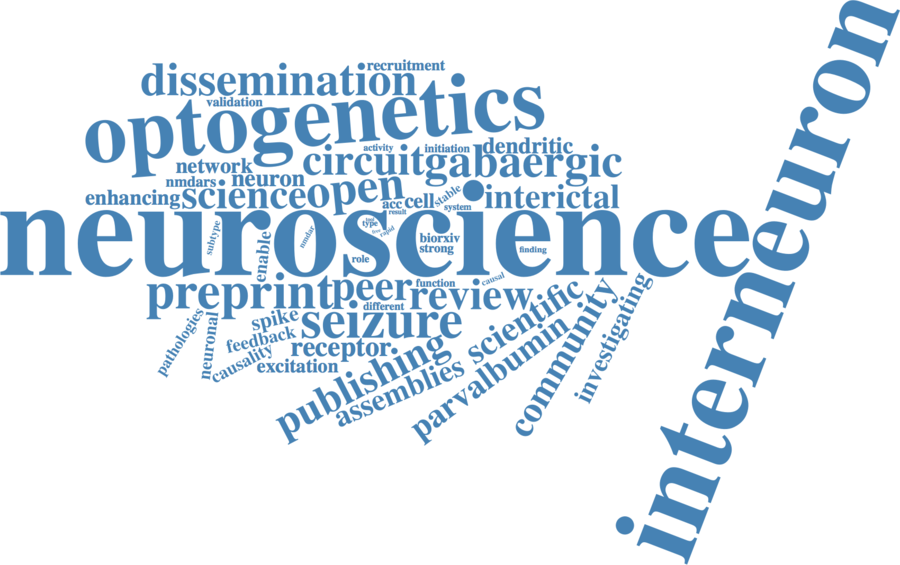 dissemination
recruitment
validation
optogenetics
interneuron
network
circuit
activity
initiation
dendritic
gabaergic
nmdars
neuron
enhancing
science
open
acc
cell
stable
system
result
interictal
neuroscience
subtype
enable
nmdar
type
rapid
role
biorxiv
strong
finding
preprint
peer
function
different
review
causal
pathologies
neuronal
spike
feedback
causality
seizure
receptor
excitation
publishing
assemblies
scientific
parvalbumin
community
investigating